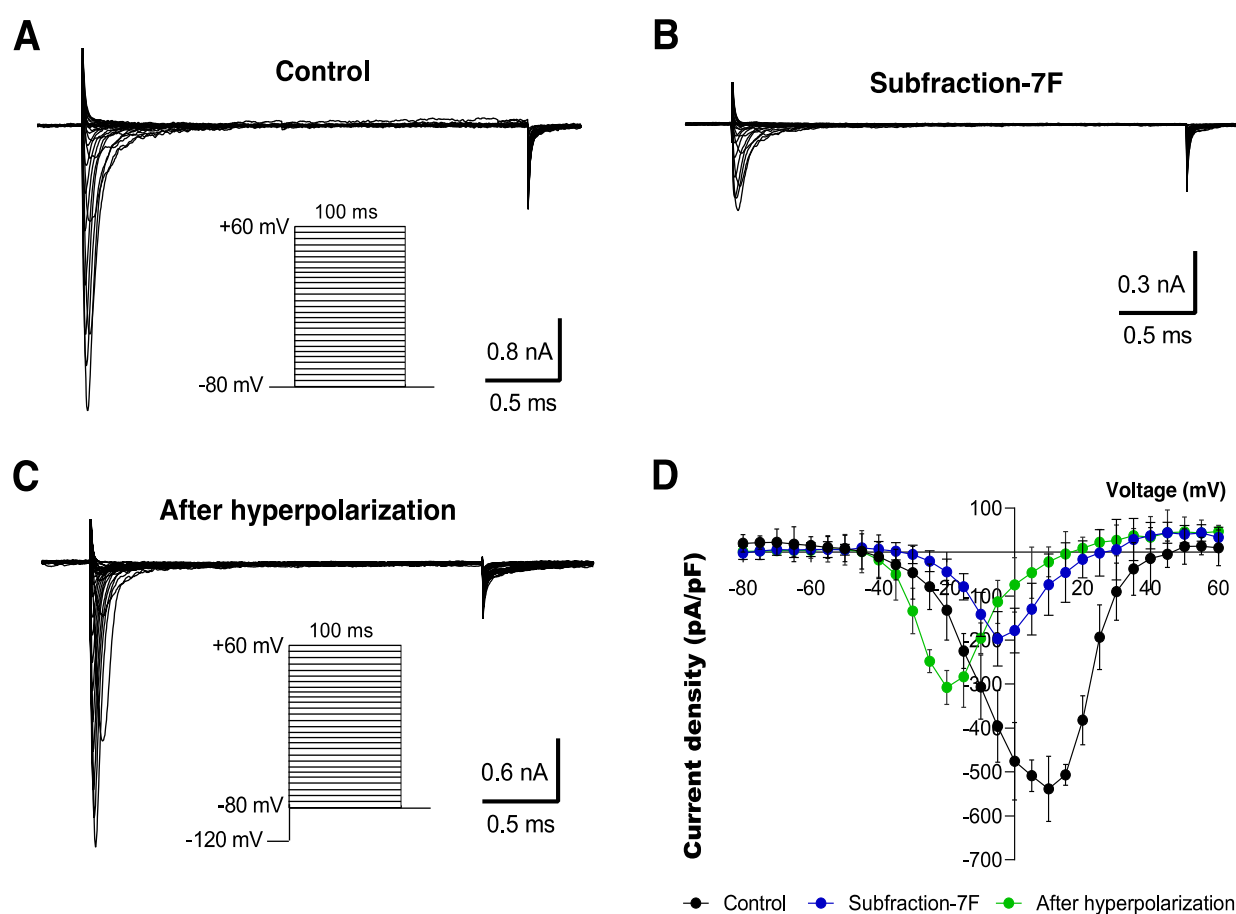 A
Control
+60 mV
100 ms
-80 mV
0.8 nA
0.5 ms
B
Subfraction-7F
0.3 nA
0.5 ms
C
After hyperpolarization
100 ms
+60 mV
-80 mV
-120 mV
0.6 nA
0.5 ms
D
Voltage (mV)
Current density (pA/pF)
100
-80 -60 -40 -20 20 40 60
-100
-200
-300
-400
-500
-600
-700
Control Subfraction-7F After hyperpolarization